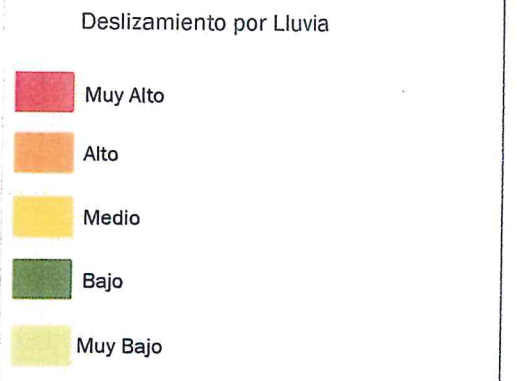 Deslizamiento por Lluvia
Muy Alto
Alto
Medio
Bajo
Muy Bajo